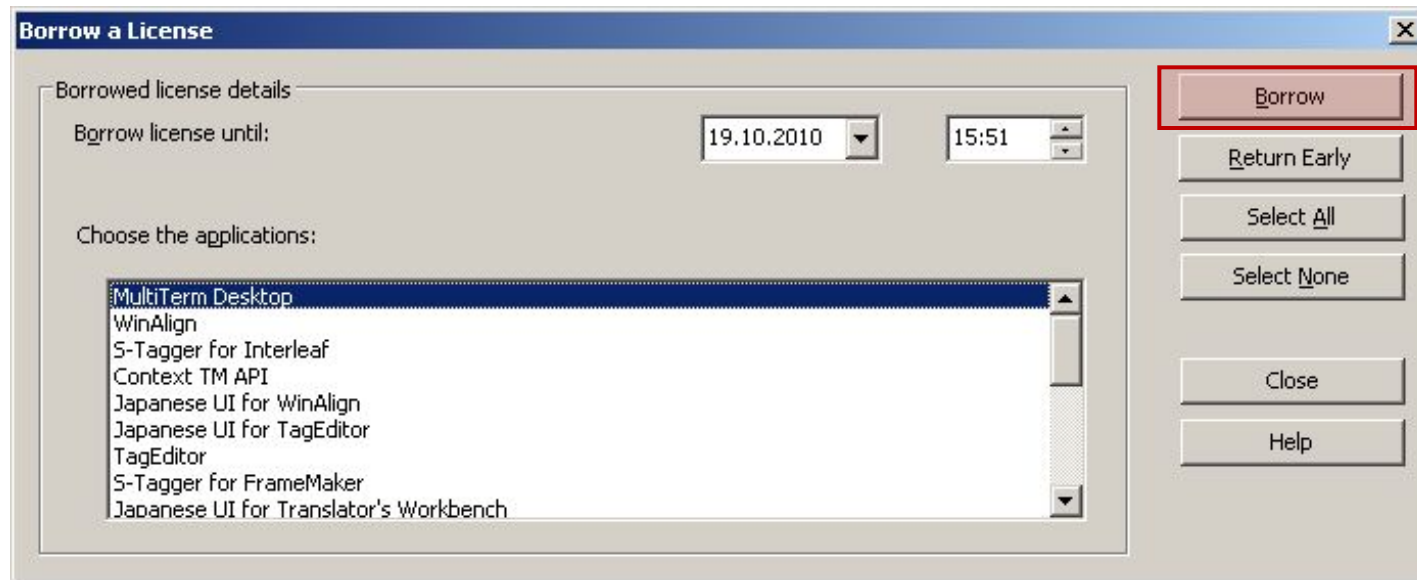 Borrow a License
Borrowed license details
Borrow license until:
19.10.2010
15:51
Choose the applications:
MultiTerm Desktop
WinAlign
S-Tagger for Interleaf
Context TM API
Japanese UI for WinAlign
Japanese UI for TagEditor
TagEditor
S-Tagger for FrameMaker
Japanese UI for Translator's Workbench
Borrow
Return Early
Select All
Select None
Close
Help